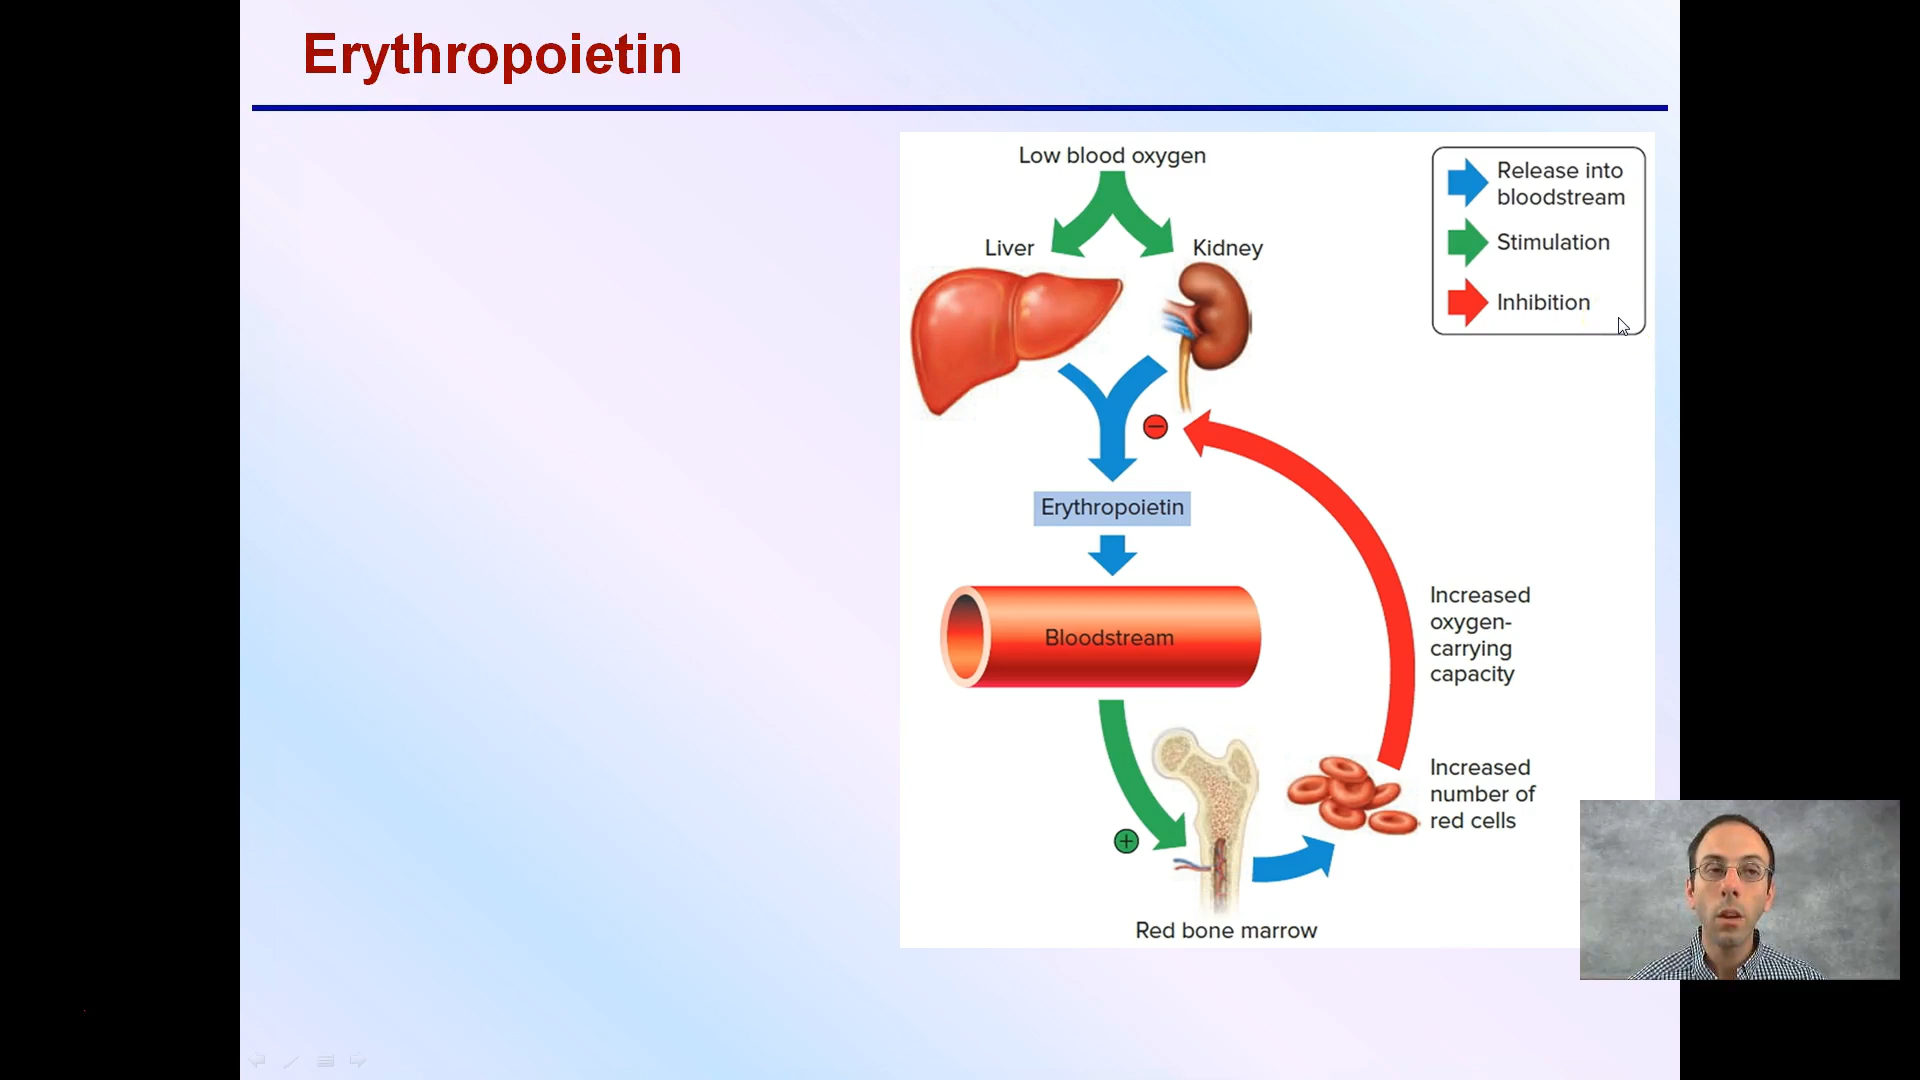 Erythropoietin
Low blood oxygen
Liver
Kidney
Release into
bloodstream
Stimulation
Inhibition
Erythropoietin
Bloodstream
Increased
oxygen-
carrying
capacity
Increased
number of
red cells
Red bone marrow